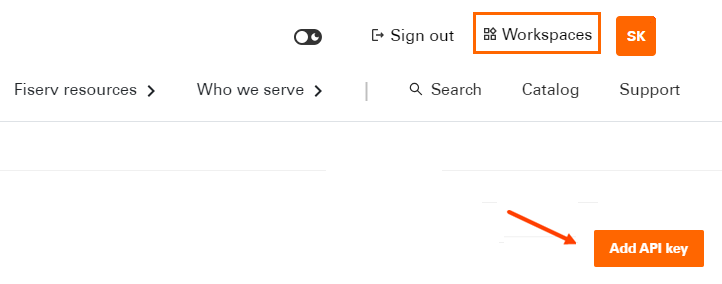 Sign out Workspaces SK
Fiserv resources Who we serve | Search Catalog Support
Add API key